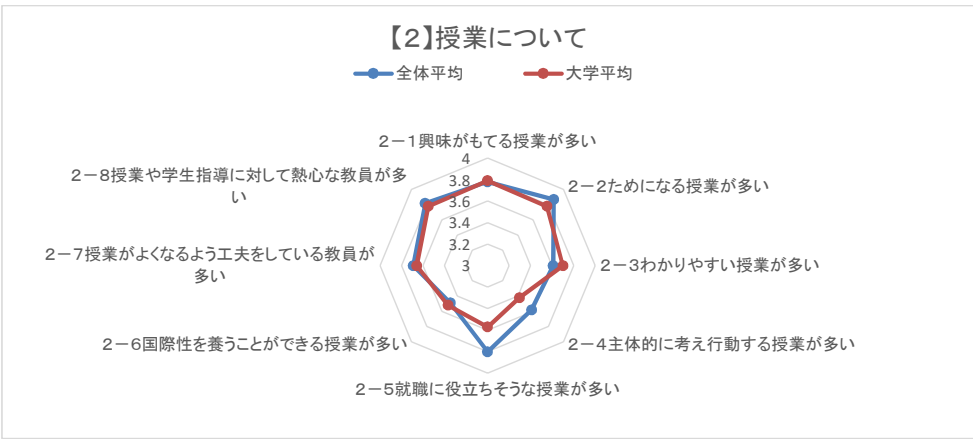 【２】授業について
全体平均
大学平均
２－１興味がもてる授業が多い
４
3.8
3.6
3.4
3.2
3
２－２ためになる授業が多い
２－３わかりやすい授業が多い
２－４主体的に考え行動する授業が多い
２－５就職に役立ちそうな授業が多い
２－６国際性を養うことができる授業が多い
２－７授業がよくなるよう工夫をしている教員が
多い
２－８授業や学生指導に対して熱心な教員が多
い